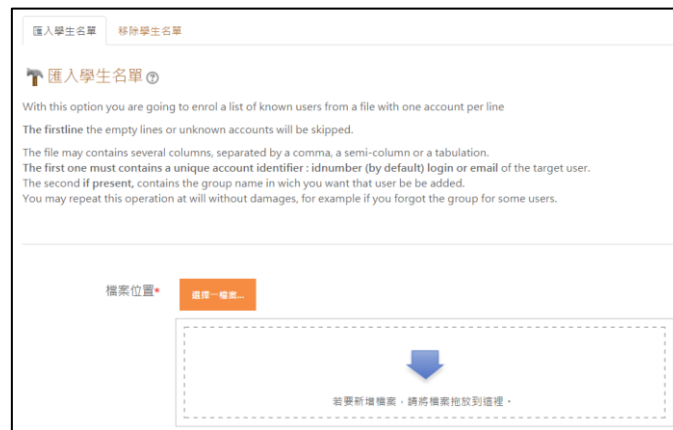 匯入學生名單 移除學生名單
匯入學生名單
With this option you are going to enrol a list of known users from a file with one account per line
The firstline the empty lines or unknown accounts will be skipped.
The file may contains several columns, separated by a comma, a semi-column or a tabulation.
The first one must contains a unique account identifier : idnumber (by default) login or email of the target user.
The second if present, contains the group name in wich you want that user be be added.
You may repeat this operation at will without damages, for example if you forgot the group for some users.
檔案位置* 選擇一檔案...
若要新增檔案，請將檔案拖放到這裡。